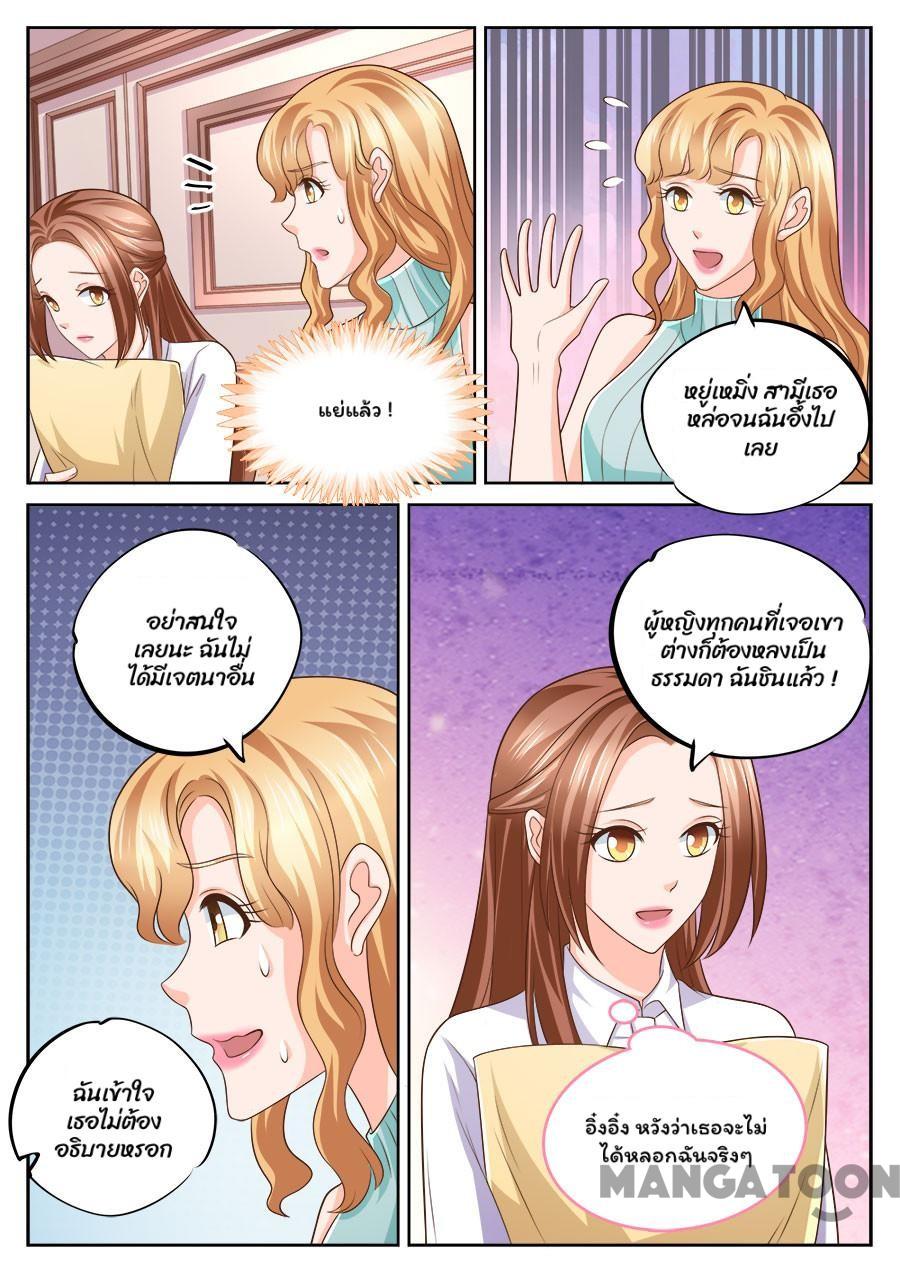 แย่แล้ว !
หยู่เหมิ่ง สามีเธอ
หล่อจนฉันอึ้งไป
เลย
อย่าสนใจ
เลยนะ ฉันไม่
ได้มีเจตนาอื่น
ฉันเข้าใจ
เธอไม่ต้อง
อธิบายหรอก
ผู้หญิงทุกคนที่เจอเขา
ต่างก็ต้องหลงเป็น
ธรรมดา ฉันชินแล้ว !
อิ๋งอิ๋ง หวังว่าเธอจะไม่
ได้หลอกฉันจริงๆ
MANGATOON